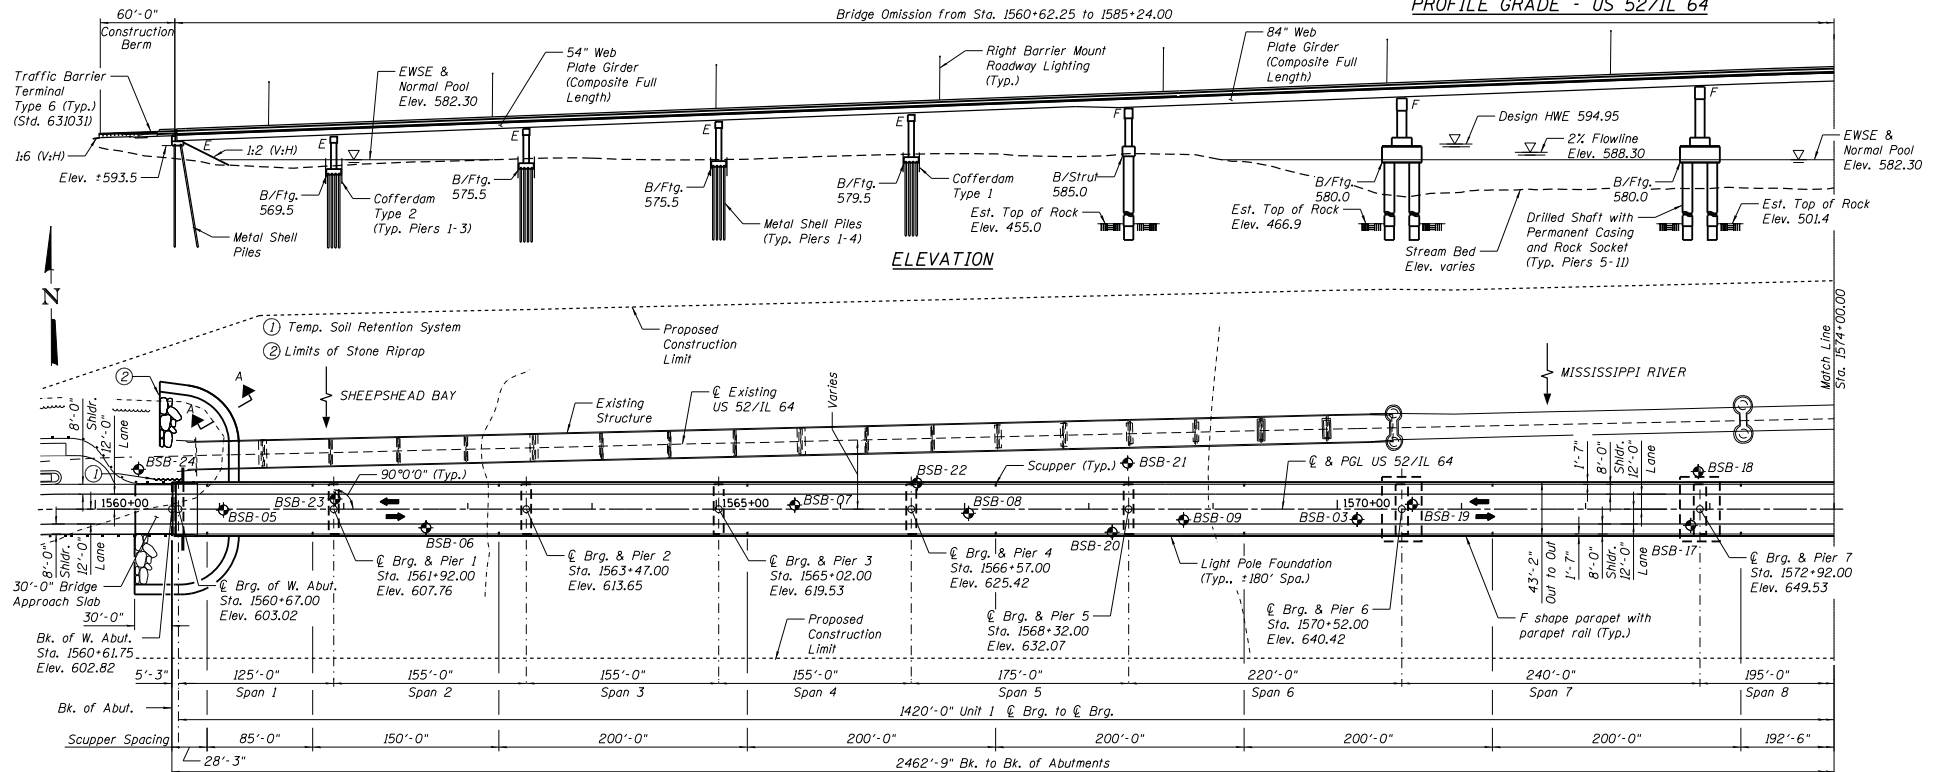 60'-0"
Construction
Berm
Bridge Omission from Sta. 1560+62.25 to 1585+24.00
PROFILE GRADE - US 52/IL 64
Traffic Barrier
Terminal
Type 6 (Typ.)
(Std. 631031)
54" Web
Plate Girder
(Composite Full
Length)
EWSE &
Normal Pool
Elev. 582.30
Right Barrier Mount
Roadway Lighting
(Typ.)
84" Web
Plate Girder
(Composite Full
Length)
Design HWE 594.95
2% Flowline
Elev. 588.30
EWSE &
Normal Pool
Elev. 582.30
1:6 (V:H)
E
1:2 (V:H)
E
E
E
E
F
F
F
Elev. ±593.5
B/Ftg.
569.5
Cofferdam
Type 2
(Typ. Piers 1-3)
B/Ftg.
575.5
B/Ftg.
575.5
B/Ftg.
579.5
Cofferdam
Type 1
B/Strut
585.0
B/Ftg.
580.0
B/Ftg.
580.0
Metal Shell
Piles
Metal Shell Piles
(Typ. Piers 1-4)
Est. Top of Rock
Elev. 455.0
Est. Top of Rock
Elev. 466.9
Stream Bed
Elev. varies
Drilled Shaft with
Permanent Casing
and Rock Socket
(Typ. Piers 5-11)
Est. Top of Rock
Elev. 501.4
ELEVATION
N
1 Temp. Soil Retention System
2 Limits of Stone Riprap
Proposed
Construction
Limit
Match Line
Sta. 1574+00.00
2
A
A
SHEEPSHEAD BAY
Existing
Structure
℄ Existing
US 52/IL 64
Varies
MISSISSIPPI RIVER
8'-0"
Shldr.
12'-0"
Lane
1
BSB-24
90°0'0" (Typ.)
BSB-22
Scupper (Typ.)
BSB-21
℄ & PGL US 52/IL 64
1'-7"
8'-0"
Shldr.
12'-0"
Lane
BSB-18
1560+00
BSB-05
BSB-23
BSB-06
1565+00
BSB-07
BSB-08
BSB-20
BSB-09
BSB-03
1570+00
BSB-19
BSB-17
8'-0"
Shldr.
12'-0"
Lane
30'-0" Bridge
Approach Slab
30'-0"
Bk. of W. Abut.
Sta. 1560+61.75
Elev. 602.82
℄ Brg. of W. Abut.
Sta. 1560+67.00
Elev. 603.02
℄ Brg. & Pier 1
Sta. 1561+92.00
Elev. 607.76
℄ Brg. & Pier 2
Sta. 1563+47.00
Elev. 613.65
℄ Brg. & Pier 3
Sta. 1565+02.00
Elev. 619.53
℄ Brg. & Pier 4
Sta. 1566+57.00
Elev. 625.42
℄ Brg. & Pier 5
Sta. 1568+32.00
Elev. 632.07
Light Pole Foundation
(Typ., ±180' Spa.)
℄ Brg. & Pier 6
Sta. 1570+52.00
Elev. 640.42
43'-2"
Out to Out
1'-7"
8'-0"
Shldr.
12'-0"
Lane
℄ Brg. & Pier 7
Sta. 1572+92.00
Elev. 649.53
F shape parapet with
parapet rail (Typ.)
Proposed
Construction
Limit
5'-3"
125'-0"
155'-0"
155'-0"
155'-0"
175'-0"
220'-0"
240'-0"
195'-0"
Span 1
Span 2
Span 3
Span 4
Span 5
Span 6
Span 7
Span 8
Bk. of Abut.
1420'-0" Unit 1 ℄ Brg. to ℄ Brg.
Scupper Spacing
28'-3"
85'-0"
150'-0"
200'-0"
200'-0"
200'-0"
200'-0"
200'-0"
192'-6"
2462'-9" Bk. to Bk. of Abutments